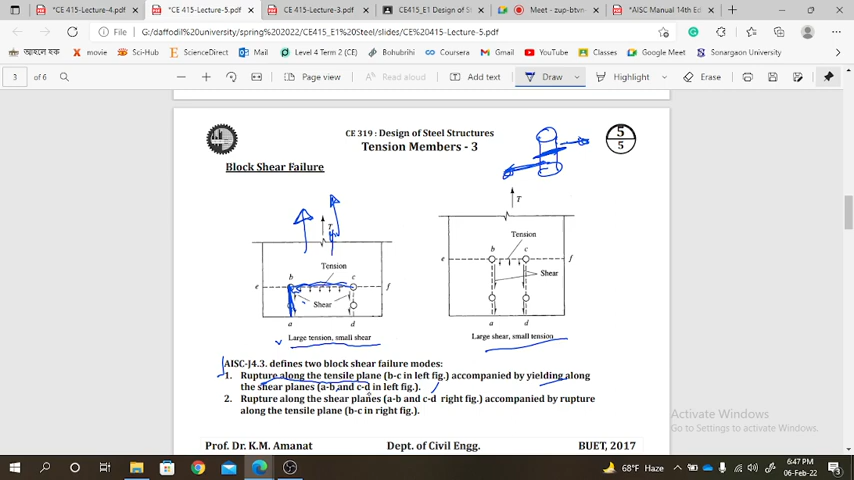 *CE 415-Lecture-4.pdf
*CE 415-Lecture-5.pdf
CE 415-Lecture-3.pdf
CE415_E1 Design of S
Meet - zup-btvn-
*AISC Manual 14th Ed
File
G:/daffodil university/spring%202022/CE415_E1%20Steel/slides/CE%20415-Lecture-5.pdf
আহলে হক
movie
Sci-Hub
ScienceDirect
Level 4 Term 2 (CE)
Bohubrihi
Coursera
Gmail
YouTube
Classes
Google Meet
Sonargaon University
3
of 6
Page view
Read aloud
Add text
Draw
Highlight
Erase
CE 319 : Design of Steel Structures
Tension Members - 3
5
5
Block Shear Failure
T
Tension
e
b
c
f
Shear
a
d
Large tension, small shear
T
Tension
e
b
c
f
Shear
a
d
Large shear, small tension
AISC-J4.3. defines two block shear failure modes:
1. Rupture along the tensile plane (b-c in left fig.) accompanied by yielding along
the shear planes (a-b and c-d in left fig.).
2. Rupture along the shear planes (a-b and c-d right fig.) accompanied by rupture
along the tensile plane (b-c in right fig.).
Prof. Dr. K.M. Amanat
Dept. of Civil Engg.
BUET, 2017
Activate Windows
Go to Settings to activate Windows.
68°F Haze
6:47 PM
06-Feb-22
3